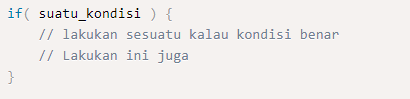 if( suatu_kondisi ) {
    // lakukan sesuatu kalau kondisi benar
    // Lakukan ini juga
}